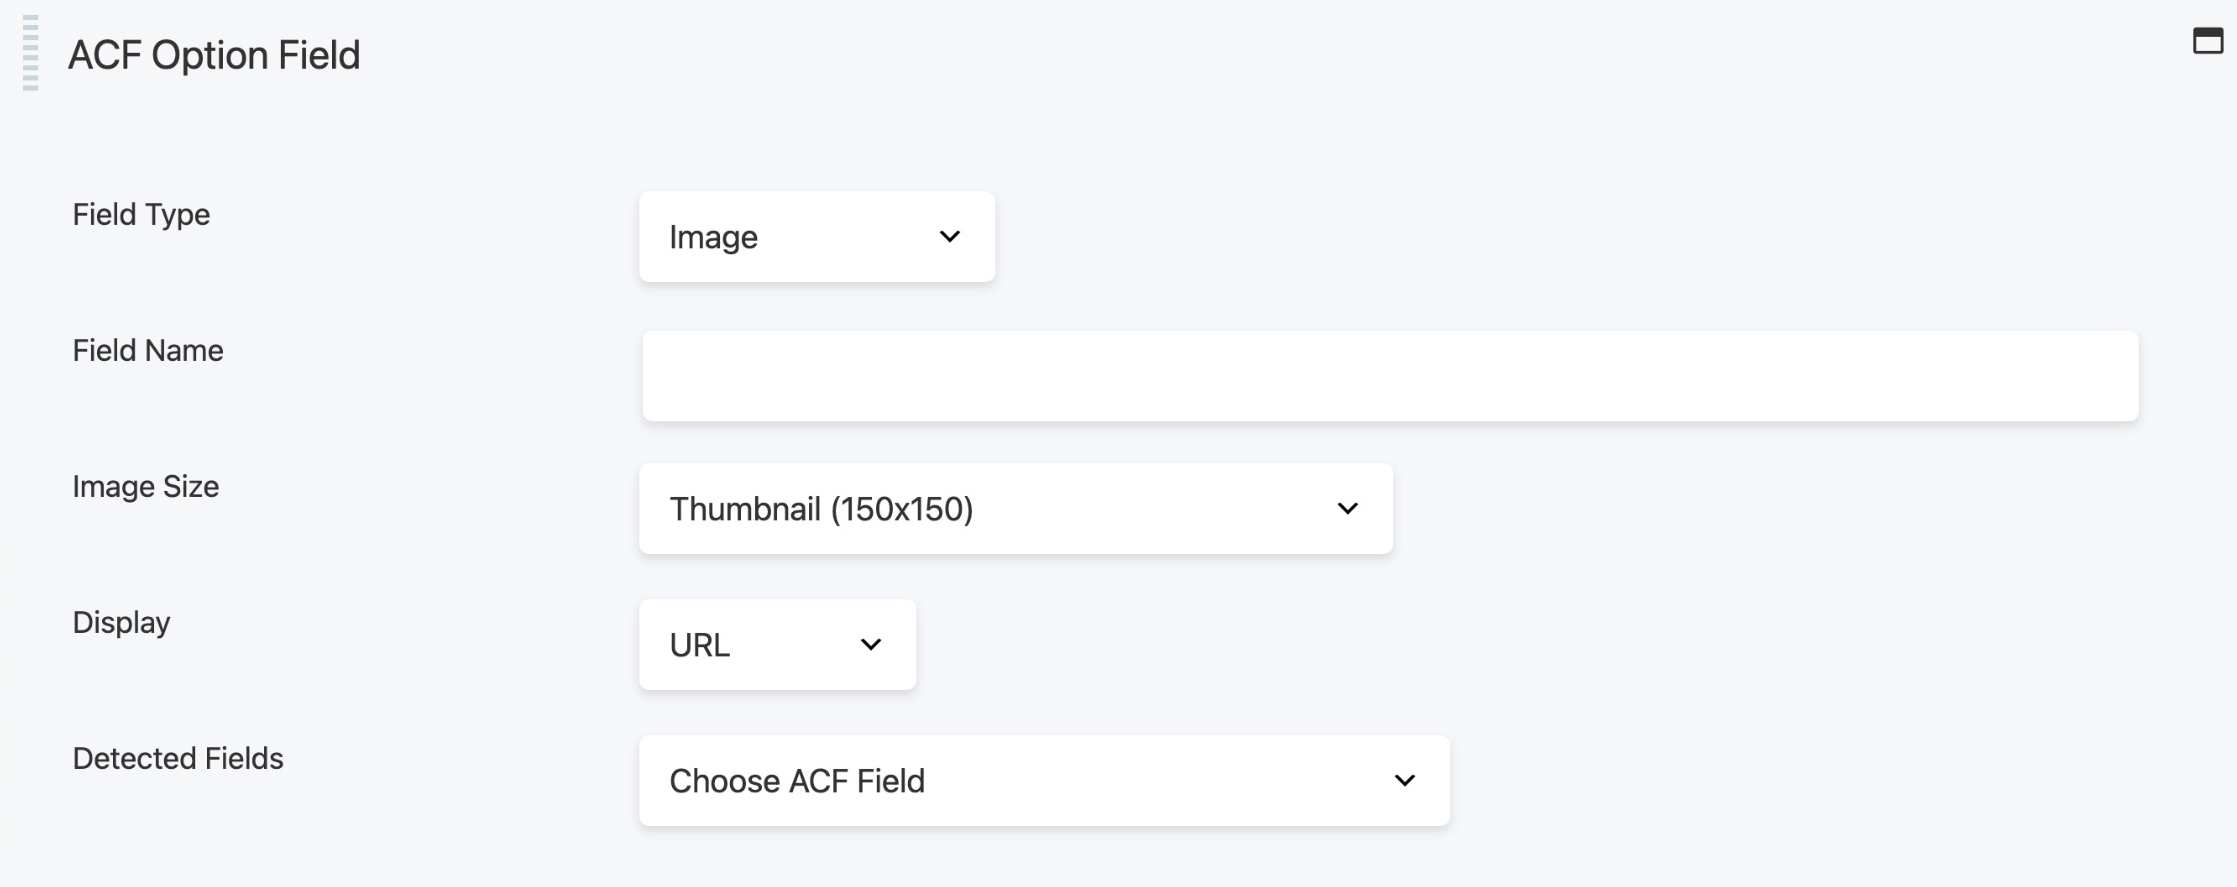 ACF Option Field
Field Type
Image
Field Name
Image Size
Thumbnail (150x150)
Display
URL
Detected Fields
Choose ACF Field